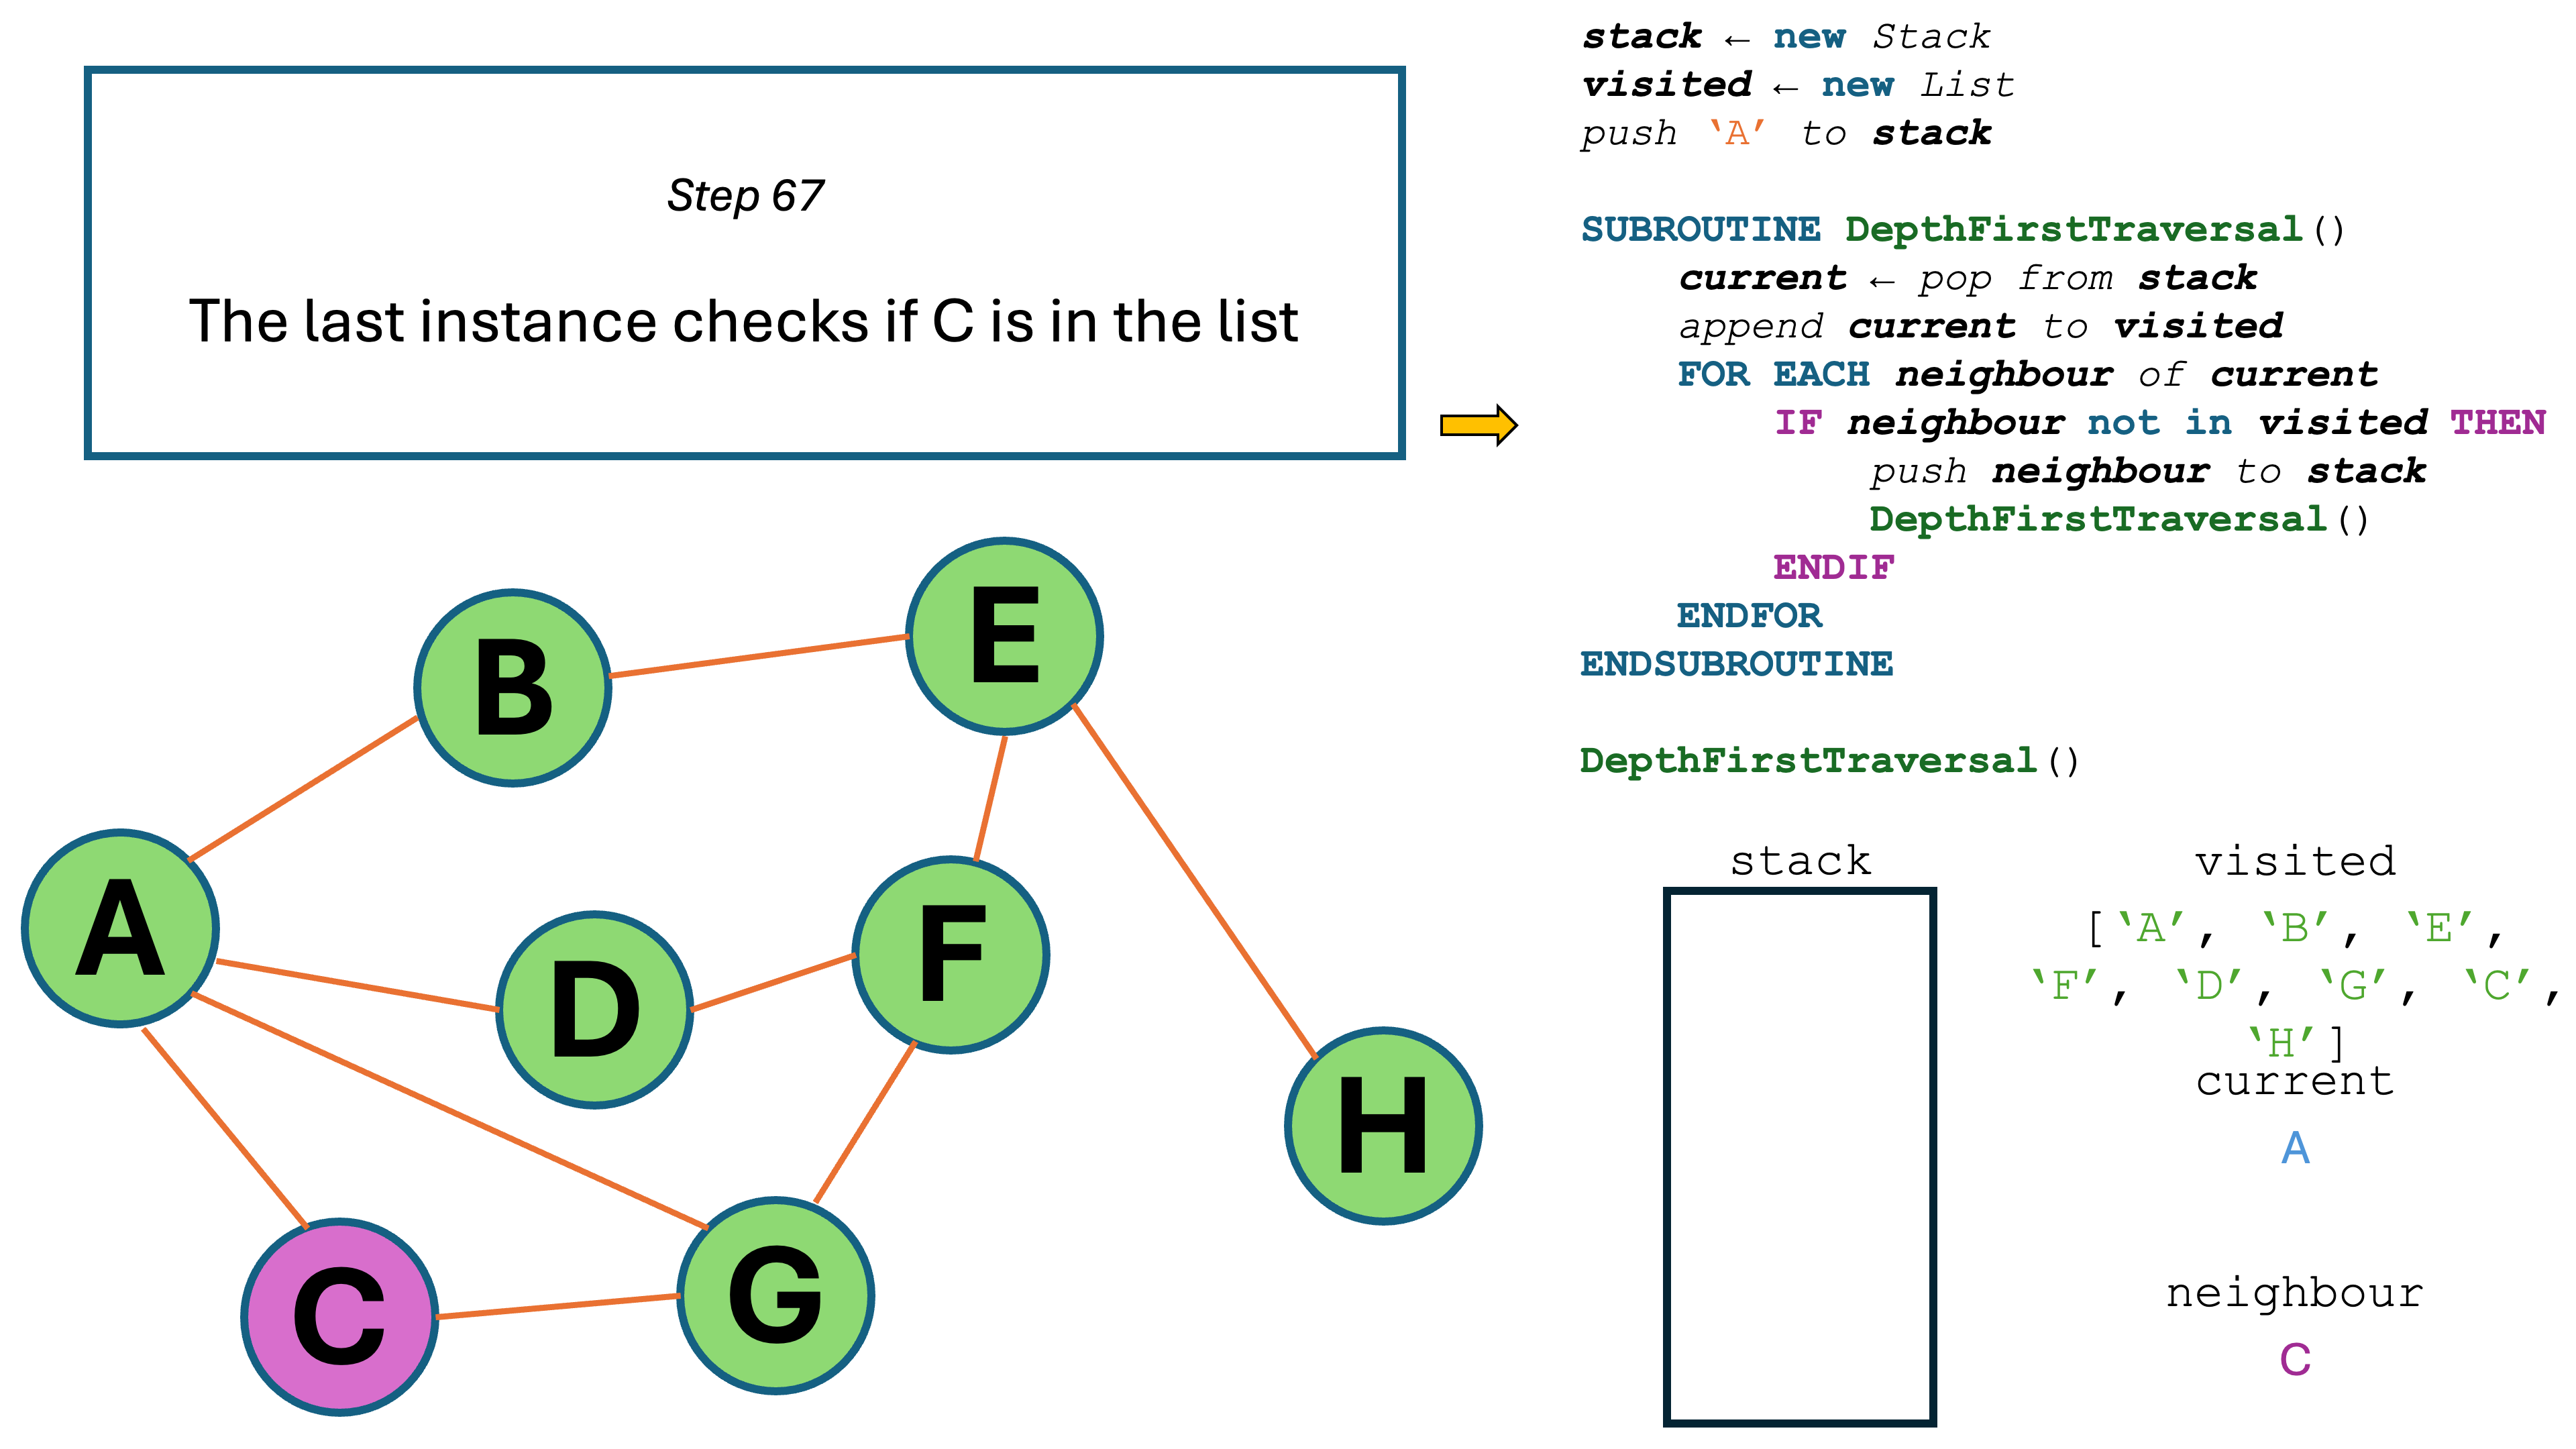 Step 67
The last instance checks if C is in the list
stack ← new Stack
visited ← new List
push ‘A’ to stack
SUBROUTINE DepthFirstTraversal()
current ← pop from stack
append current to visited
FOR EACH neighbour of current
IF neighbour not in visited THEN
push neighbour to stack
DepthFirstTraversal()
ENDIF
ENDFOR
ENDSUBROUTINE
DepthFirstTraversal()
B
E
A
D
F
H
C
G
stack
visited
[‘A’, ‘B’, ‘E’,
‘F’, ‘D’, ‘G’, ‘C’,
‘H’]
current
A
neighbour
C